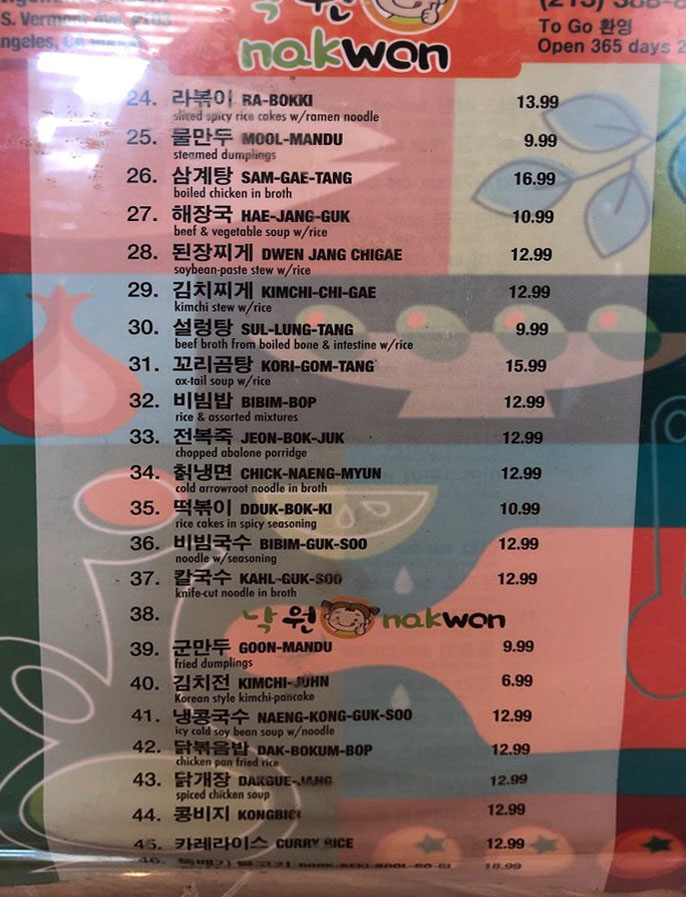 S. Vermont Ave #103
To Go 환영
Open 365 days 2
낙원
nakwon
24. 라볶이 RA-BOKKI 13.99
sliced spicy rice cakes w/ramen noodle
25. 물만두 MOOL-MANDU 9.99
steamed dumplings
26. 삼계탕 SAM-GAE-TANG 16.99
boiled chicken in broth
27. 해장국 HAE-JANG-GUK 10.99
beef & vegetable soup w/rice
28. 된장찌게 DWEN JANG CHIGAE 12.99
soybean-paste stew w/rice
29. 김치찌게 KIMCHI-CHI-GAE 12.99
kimchi stew w/rice
30. 설렁탕 SUL-LUNG-TANG 9.99
beef broth from boiled bone & intestine w/rice
31. 꼬리곰탕 KORI-GOM-TANG 15.99
ox-tail soup w/rice
32. 비빔밥 BIBIM-BOP 12.99
rice & assorted mixtures
33. 전복죽 JEON-BOK-JUK 12.99
chopped abalone porridge
34. 칡냉면 CHICK-NAENG-MYUN 12.99
cold arrowroot noodle in broth
35. 떡볶이 DDUK-BOK-KI 10.99
rice cakes in spicy seasoning
36. 비빔국수 BIBIM-GUK-SOO 12.99
noodle w/seasoning
37. 칼국수 KAHL-GUK-SOO 12.99
knife-cut noodle in broth
38. 낙원 nakwon
39. 군만두 GOON-MANDU 9.99
fried dumplings
40. 김치전 KIMCHI-JUHN 6.99
Korean style kimchi-pancake
41. 냉콩국수 NAENG-KONG-GUK-SOO 12.99
icy cold soy bean soup w/noodle
42. 닭볶음밥 DAK-BOKUM-BOP 12.99
chicken pan fried rice
43. 닭개장 DAKGUE-JANG 12.99
spiced chicken soup
44. 콩비지 KONGBICI 12.99
45. 카레라이스 CURRY RICE 12.99
46. 18.99